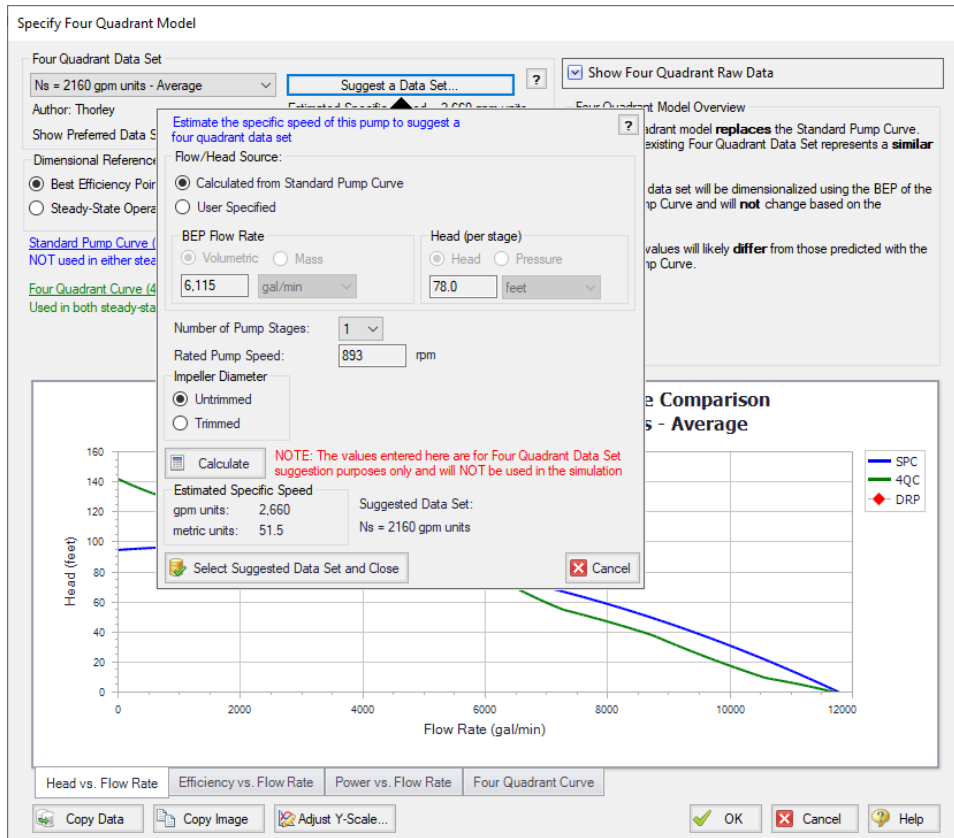 Specify Four Quadrant Model
Four Quadrant Data Set
Ns = 2160 gpm units - Average
Suggest a Data Set...
?
Author: Thorley
Show Preferred Data S
Dimensional Reference
Best Efficiency Poin
Steady-State Opera
Standard Pump Curve (
NOT used in either stea
Four Quadrant Curve (4
Used in both steady-sta
Show Four Quadrant Raw Data
Four Quadrant Model Overview
adrant model replaces the Standard Pump Curve.
existing Four Quadrant Data Set represents a similar
data set will be dimensionalized using the BEP of the
np Curve and will not change based on the
values will likely differ from those predicted with the
np Curve.
Estimate the specific speed of this pump to suggest a
four quadrant data set
?
Flow/Head Source:
Calculated from Standard Pump Curve
User Specified
BEP Flow Rate
Volumetric
Mass
6,115
gal/min
Head (per stage)
Head
Pressure
78.0
feet
Number of Pump Stages:
1
Rated Pump Speed:
893
rpm
Impeller Diameter
Untrimmed
Trimmed
Calculate
NOTE: The values entered here are for Four Quadrant Data Set
suggestion purposes only and will NOT be used in the simulation
Estimated Specific Speed
gpm units: 2,660
metric units: 51.5
Suggested Data Set:
Ns = 2160 gpm units
Select Suggested Data Set and Close
Cancel
e Comparison
s - Average
SPC
4QC
DRP
Head (feet)
160
140
120
100
80
60
40
20
0
0 2000 4000 6000 8000 10000 12000
Flow Rate (gal/min)
Head vs. Flow Rate
Efficiency vs. Flow Rate
Power vs. Flow Rate
Four Quadrant Curve
Copy Data
Copy Image
Adjust Y-Scale...
OK
Cancel
Help